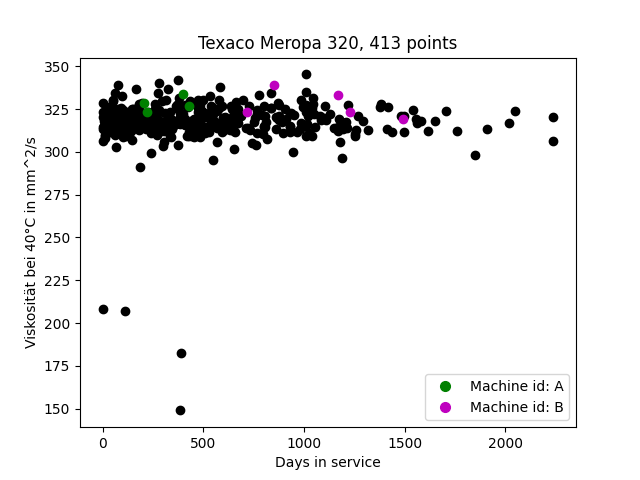 Texaco Meropa 320, 413 points
350
325
300
275
250
225
200
175
150
Viskosität bei 40°C in mm^2/s
0 500 1000 1500 2000
Days in service
Machine id: A
Machine id: B